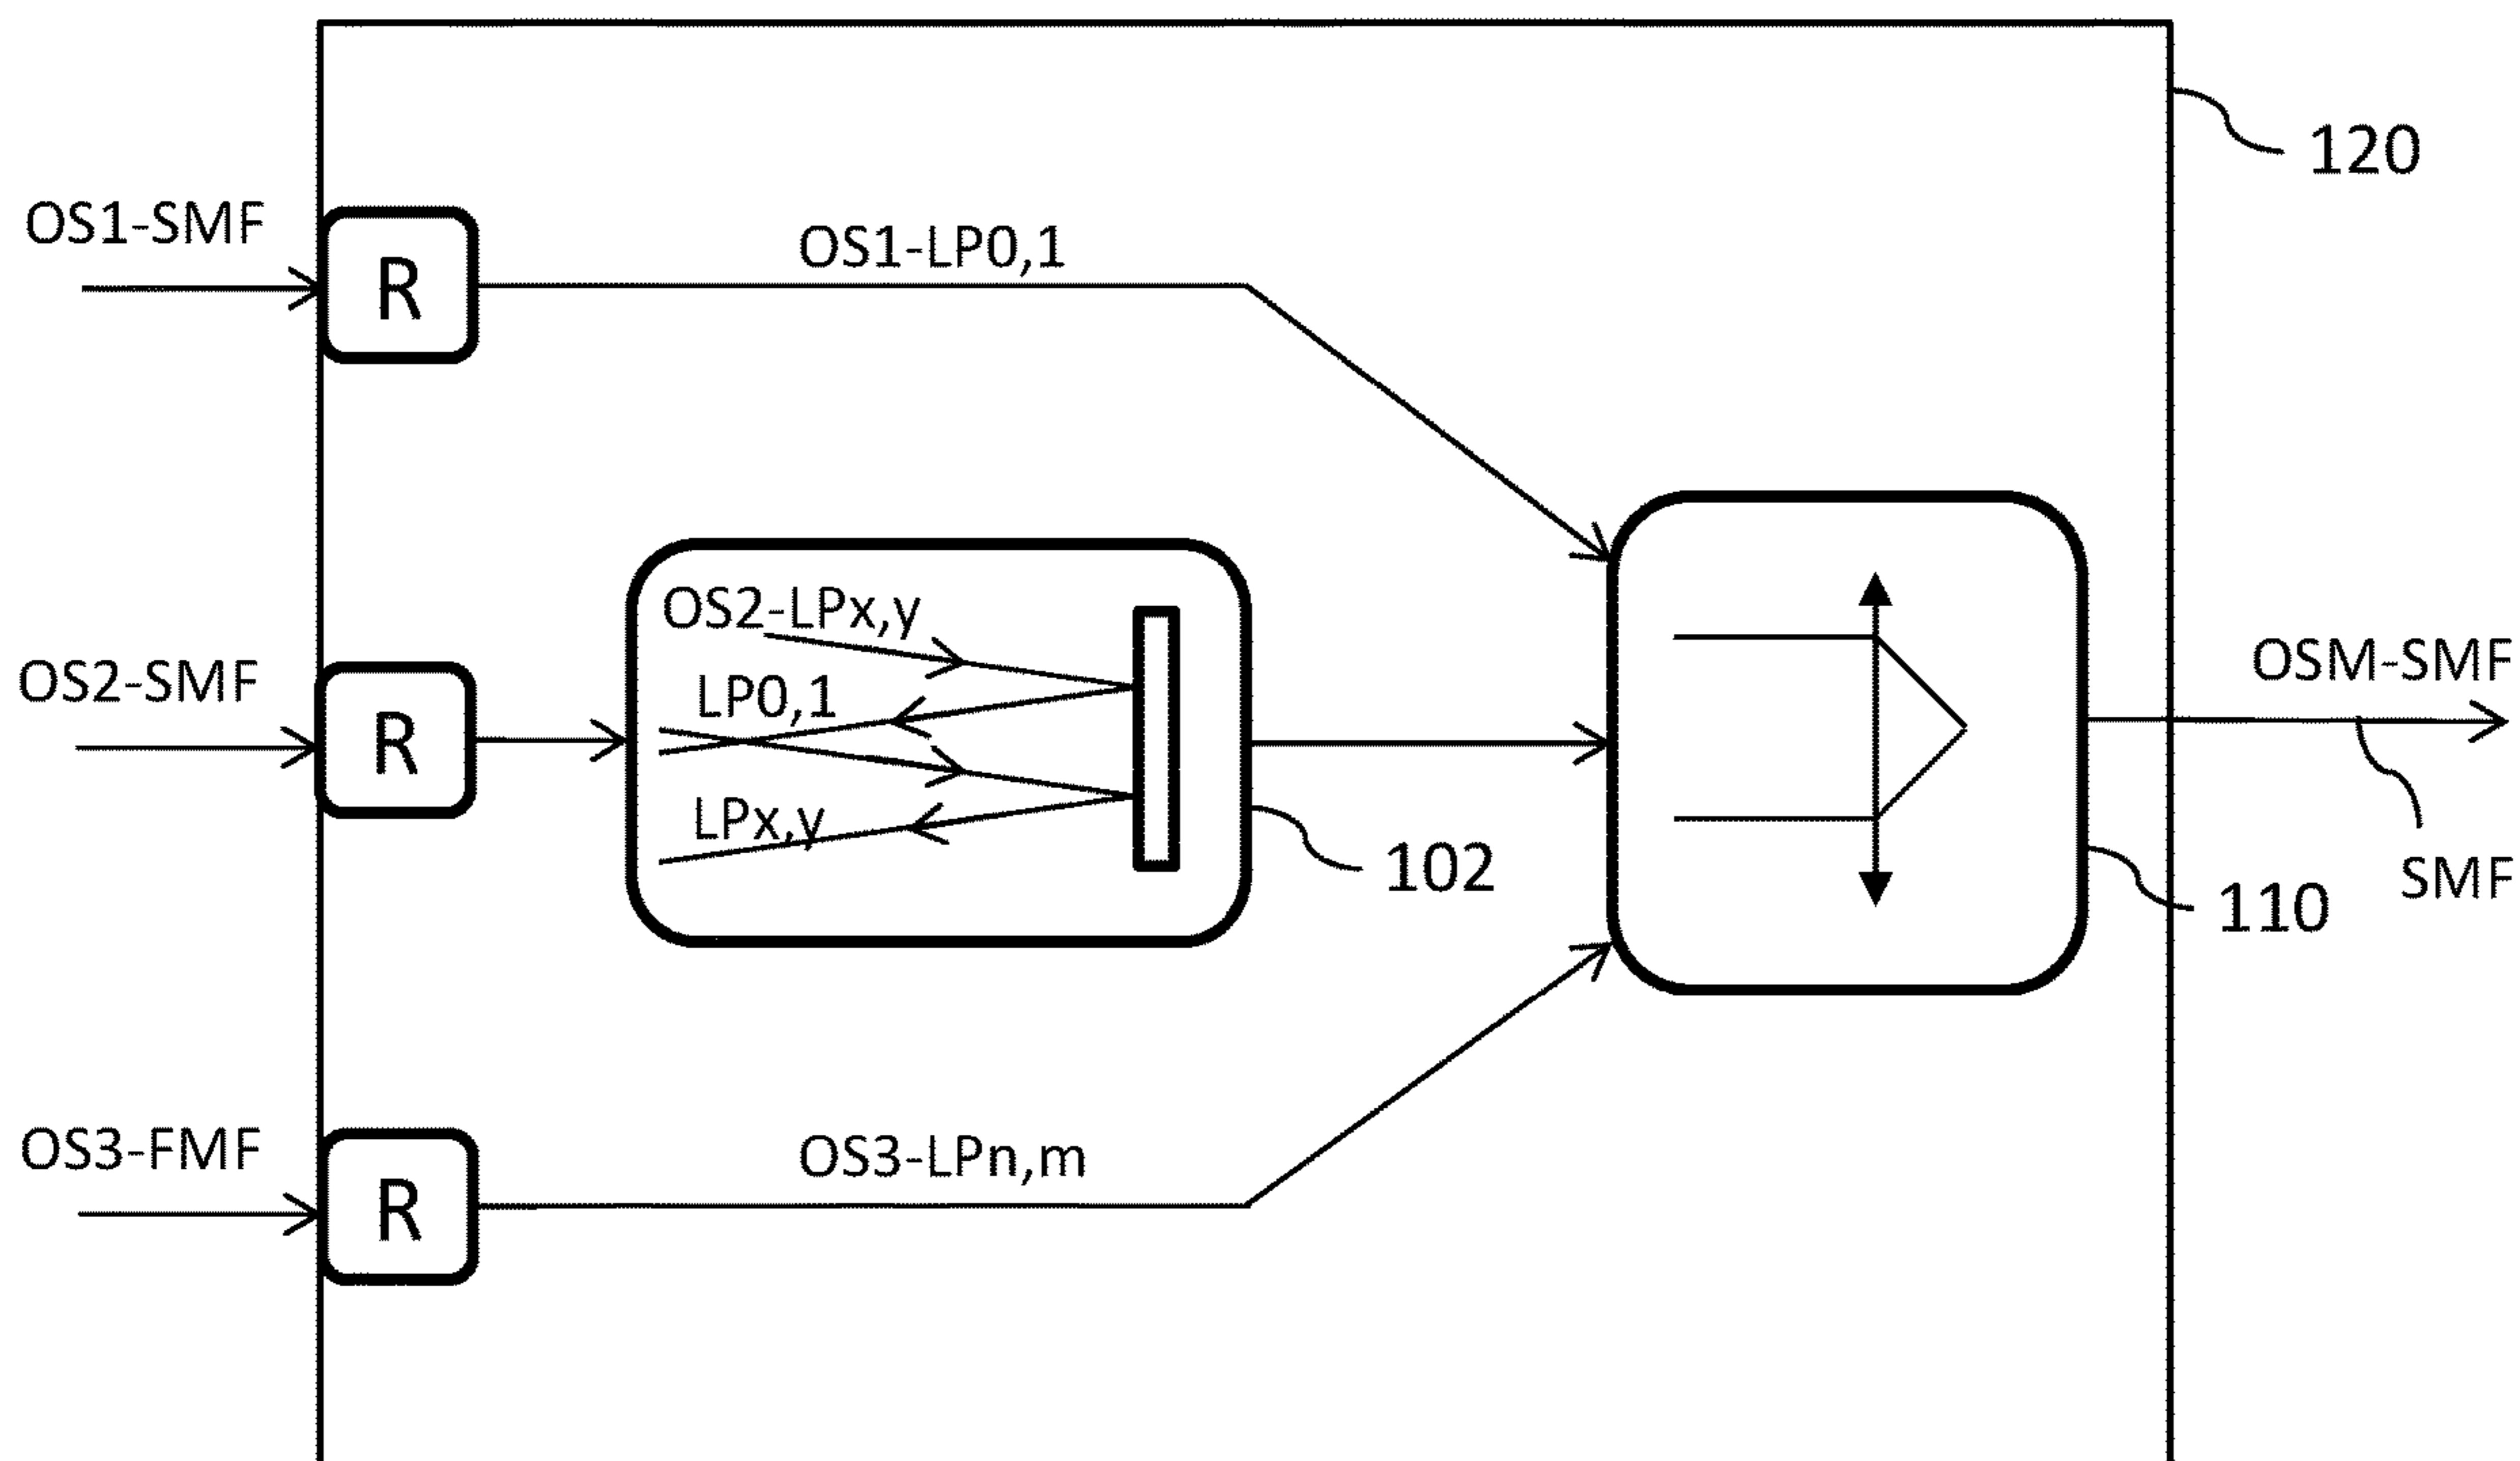 120
OS1-SMF
R
OS1-LP0,1
OS2-SMF
R
OS2-LPx,y
LP0,1
LPx,y
102
OSM-SMF
SMF
110
OS3-FMF
R
OS3-LPn,m